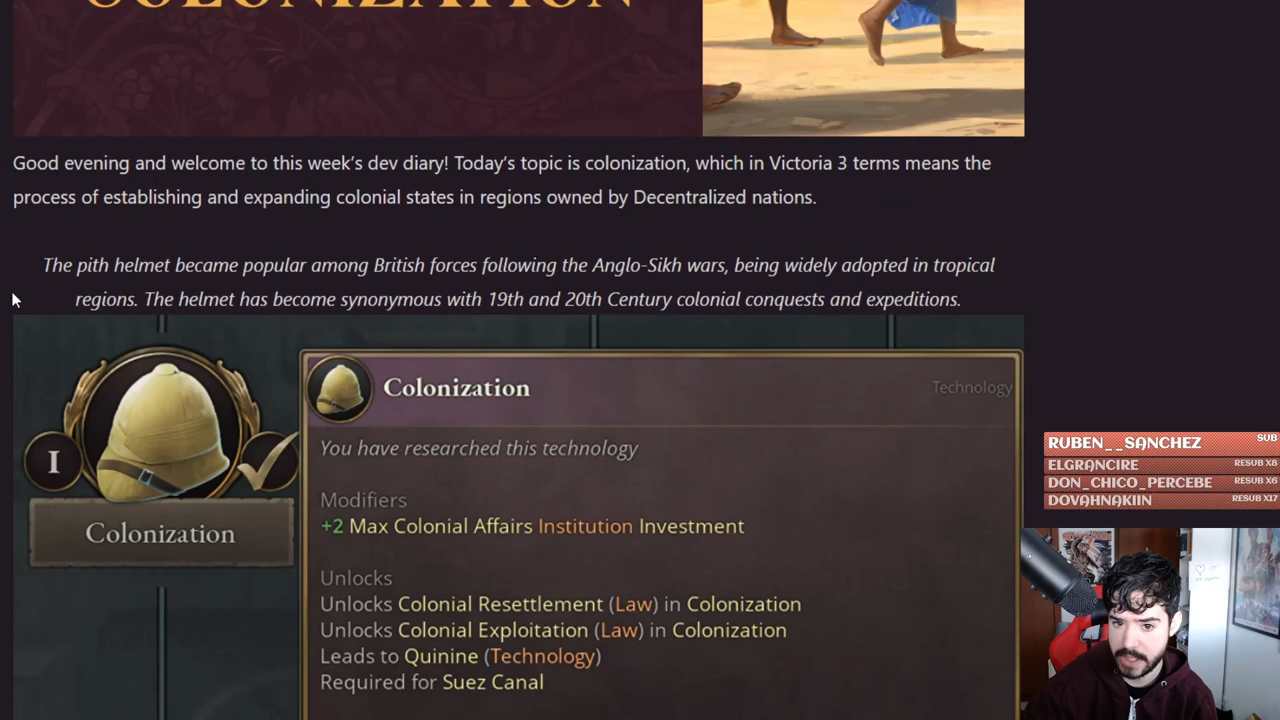 COLONIZATION
Good evening and welcome to this week's dev diary! Today's topic is colonization, which in Victoria 3 terms means the
process of establishing and expanding colonial states in regions owned by Decentralized nations.
The pith helmet became popular among British forces following the Anglo-Sikh wars, being widely adopted in tropical
regions. The helmet has become synonymous with 19th and 20th Century colonial conquests and expeditions.
Colonization
Technology
You have researched this technology
I
Modifiers
+2 Max Colonial Affairs Institution Investment
Colonization
Unlocks
Unlocks Colonial Resettlement (Law) in Colonization
Unlocks Colonial Exploitation (Law) in Colonization
Leads to Quinine (Technology)
Required for Suez Canal
RUBEN__SANCHEZ SUB
ELGRANCIRE RESUB X8
DON_CHICO_PERCEBE RESUB X6
DOVAHNAKIIN RESUB X17